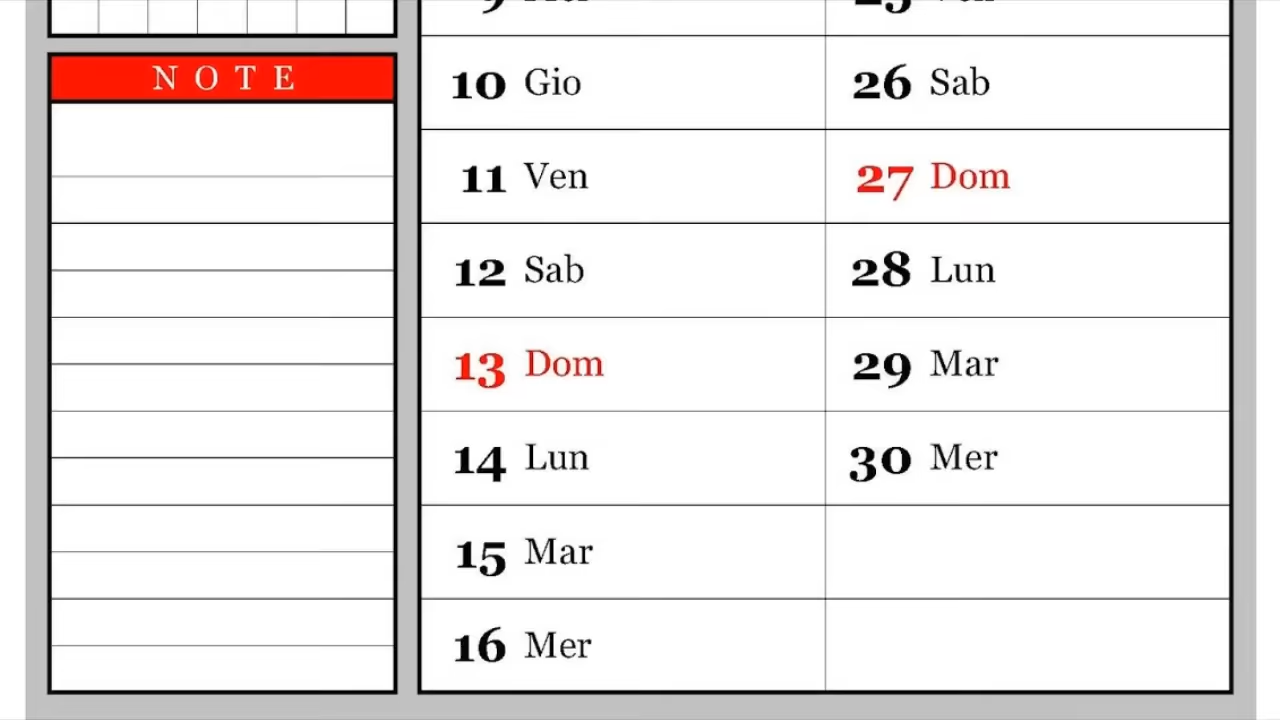 NOTE
10 Gio
11 Ven
12 Sab
13 Dom
14 Lun
15 Mar
16 Mer
26 Sab
27 Dom
28 Lun
29 Mar
30 Mer